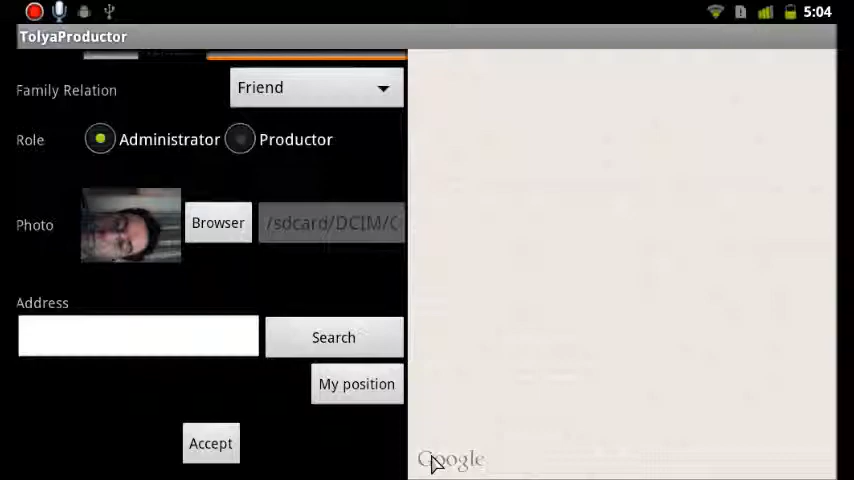 5:04
TolyaProductor
Family Relation
Friend
Role
Administrator
Productor
Photo
Browser
/sdcard/DCIM/C
Address
Search
My position
Accept
Google